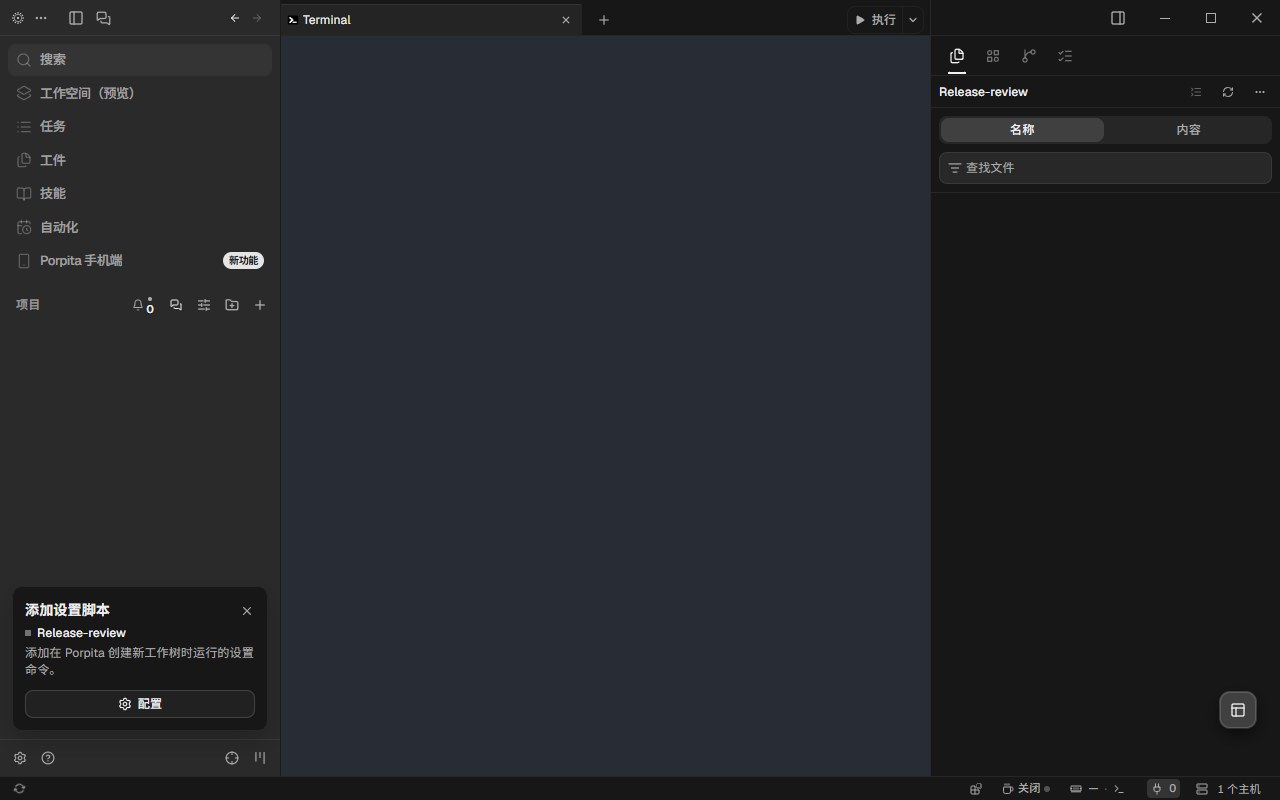 Terminal
执行
搜索
工作空间（预览）
任务
工件
技能
自动化
Porpita 手机端
新功能
项目
0
添加设置脚本
Release-review
添加在 Porpita 创建新工作树时运行的设置
命令。
配置
Release-review
名称
内容
查找文件
关闭
0
1 个主机